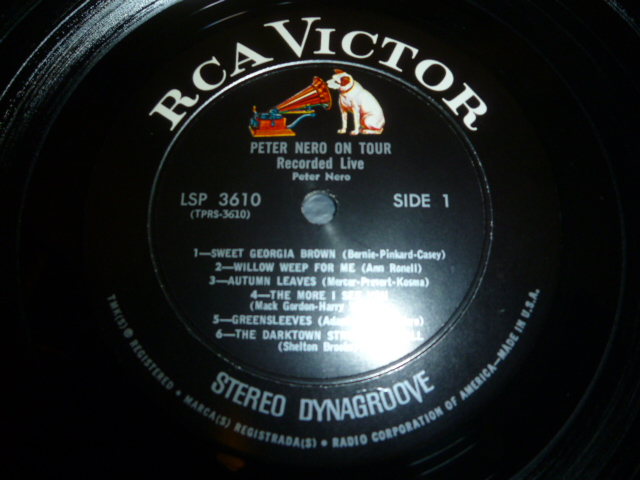 RCA VICTOR
PETER NERO ON TOUR
Recorded Live
Peter Nero
LSP 3610
(TPRS-3610)
SIDE 1
1—SWEET GEORGIA BROWN (Bernie-Pinkard-Casey)
2—WILLOW WEEP FOR ME (Ann Ronell)
3—AUTUMN LEAVES (Mercer-Prevert-Kosma)
4—THE MORE I SEE YOU
(Mack Gordon-Harry
5—GREENSLEEVES
6—THE DARKTOWN
(Shelton
STEREO DYNAGROOVE
TMK(S) ® REGISTERED • MARCA(S) REGISTRADA(S) • RADIO CORPORATION OF AMERICA—MADE IN U.S.A.